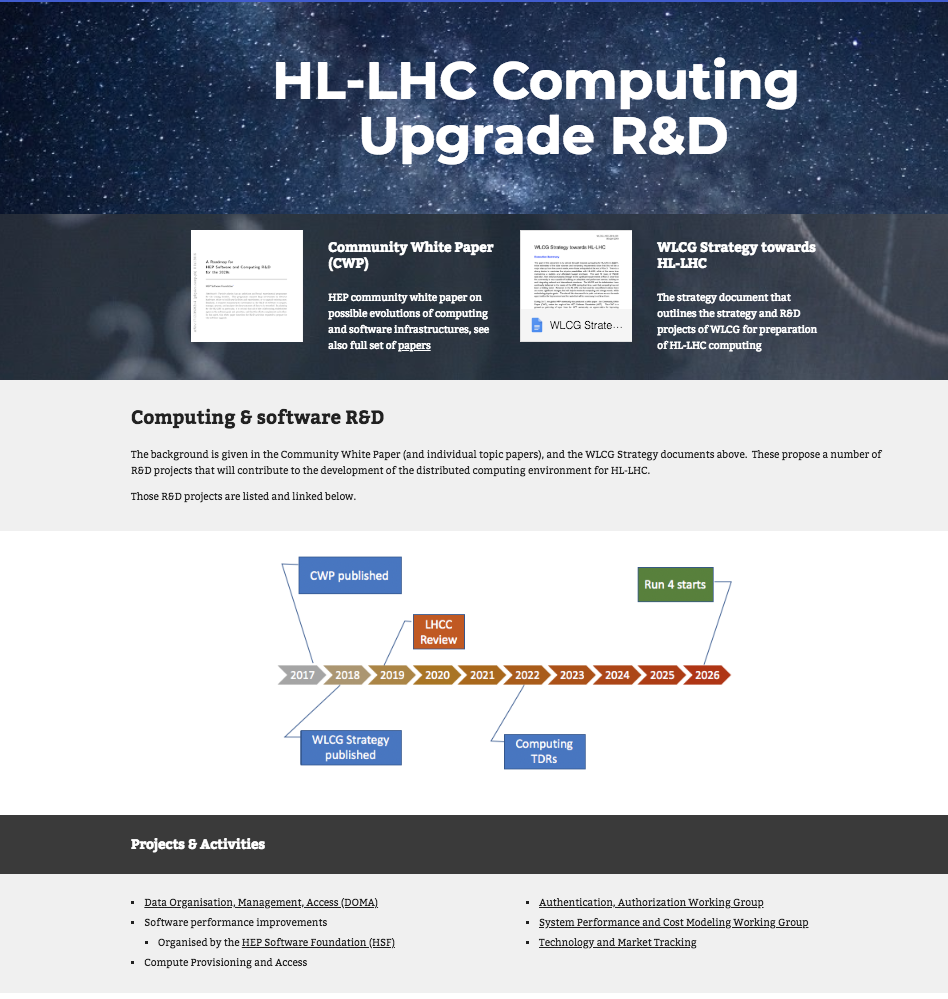 HL-LHC Computing
Upgrade R&D
A Roadmap for
HEP Software and Computing R&D
for the 2020s
Community White Paper
(CWP)
HEP community white paper on
possible evolutions of computing
and software infrastructures, see
also full set of papers
WLCG Strategy towards HL-LHC
WLCG Strate...
WLCG Strategy towards
HL-LHC
The strategy document that
outlines the strategy and R&D
projects of WLCG for preparation
of HL-LHC computing
Computing & software R&D
The background is given in the Community White Paper (and individual topic papers), and the WLCG Strategy documents above. These propose a number of
R&D projects that will contribute to the development of the distributed computing environment for HL-LHC.
Those R&D projects are listed and linked below.
CWP published
Run 4 starts
LHCC
Review
2017 2018 2019 2020 2021 2022 2023 2024 2025 2026
WLCG Strategy
published
Computing
TDRs
Projects & Activities
Data Organisation, Management, Access (DOMA)
Software performance improvements
Organised by the HEP Software Foundation (HSF)
Compute Provisioning and Access
Authentication, Authorization Working Group
System Performance and Cost Modeling Working Group
Technology and Market Tracking